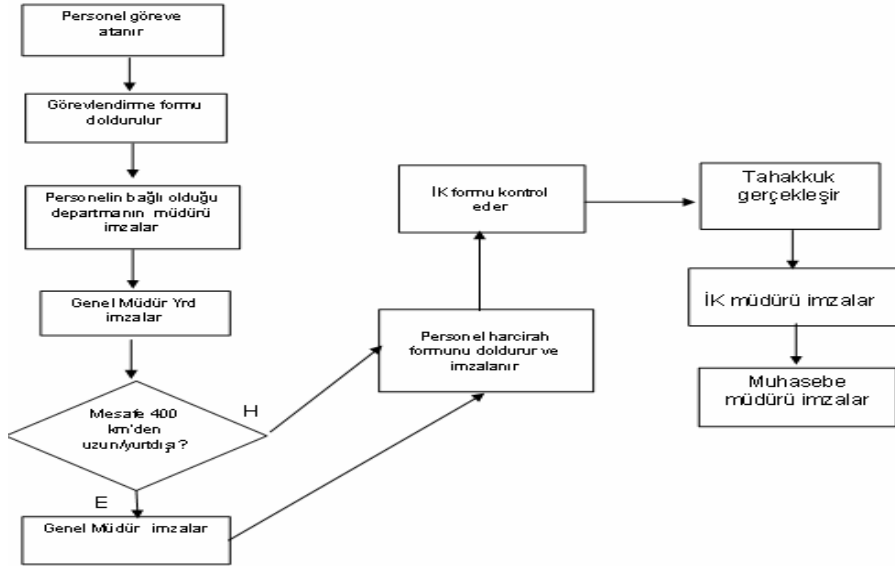 Personel göreve
atanır
Görevlendirme formu
doldurulur
Personelin bağlı olduğu
departmanın müdürü
imzalar
Genel Müdür Yrd
imzalar
Mesafe 400
km'den
uzun/yurtdışı?
H
E
Genel Müdür imzalar
Personel harcirah
formunu doldurur ve
imzalanır
İK formu kontrol
eder
Tahakkuk
gerçekleşir
İK müdürü imzalar
Muhasebe
müdürü imzalar